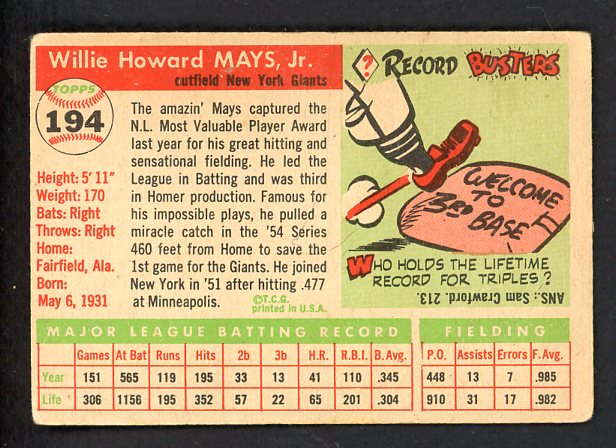 Willie Howard MAYS, Jr.
outfield New York Giants
TOPPS
194
Height: 5' 11"
Weight: 170
Bats: Right
Throws: Right
Home:
Fairfield, Ala.
Born:
May 6, 1931
The amazin' Mays captured the
N.L. Most Valuable Player Award
last year for his great hitting and
sensational fielding. He led the
League in Batting and was third
in Homer production. Famous for
his impossible plays, he pulled a
miracle catch in the '54 Series
460 feet from Home to save the
1st game for the Giants. He joined
New York in '51 after hitting .477
at Minneapolis.
©T.C.G.
printed in U.S.A.
? RECORD BUSTERS
WELCOME
TO
3RD BASE
WHO HOLDS THE LIFETIME
RECORD FOR TRIPLES?
ANS.: Sam Crawford. 213.
MAJOR LEAGUE BATTING RECORD FIELDING
Games At Bat Runs Hits 2b 3b H.R. R.B.I. B. Avg. P.O. Assists Errors F. Avg.
Year 151 565 119 195 33 13 41 110 .345 448 13 7 .985
Life 306 1156 195 352 57 22 65 201 .304 910 31 17 .982